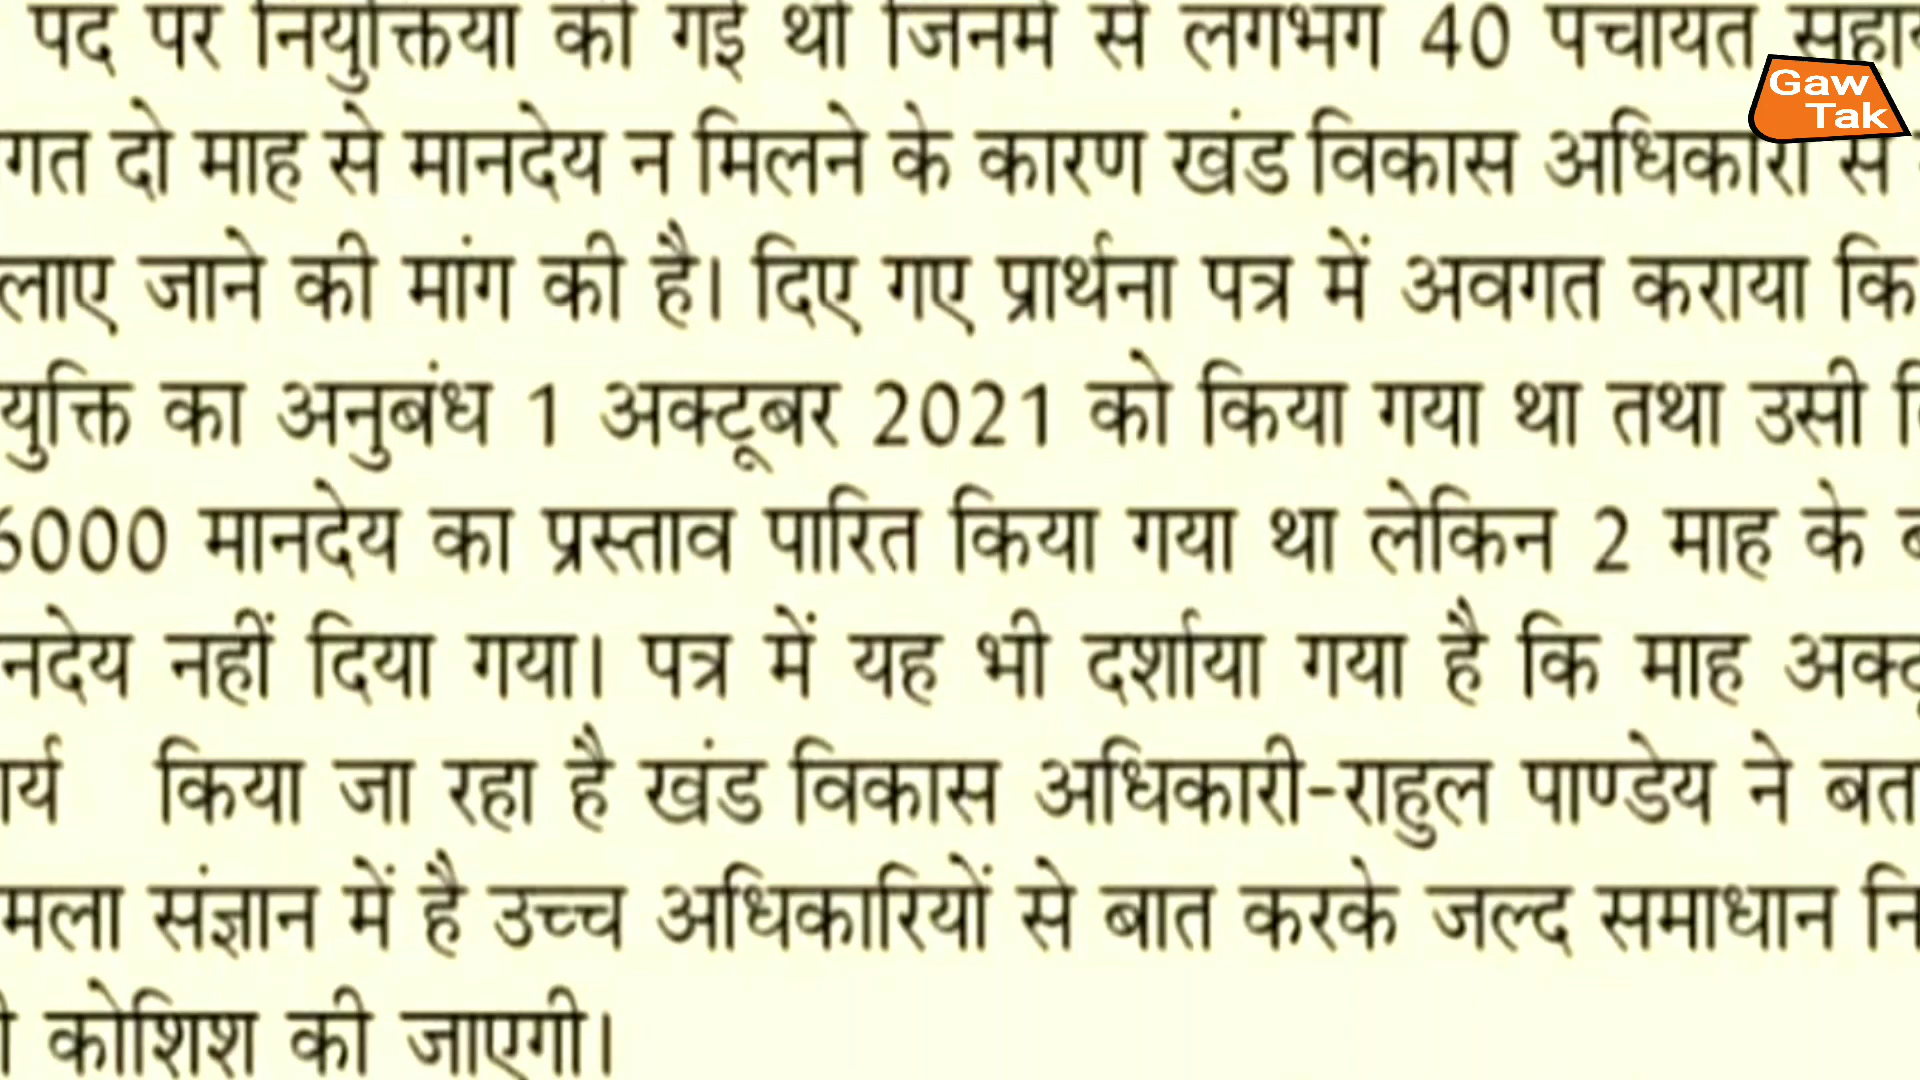 पद पर नियुक्तियां की गई थी जिनमें से लगभग 40 पंचायत
Gaw
Tak
गत दो माह से मानदेय न मिलने के कारण खंड विकास अधिकारी से
लाए जाने की मांग की है। दिए गए प्रार्थना पत्र में अवगत कराया कि
युक्ति का अनुबंध 1 अक्टूबर 2021 को किया गया था तथा उसी
6000 मानदेय का प्रस्ताव पारित किया गया था लेकिन 2 माह के
नदेय नहीं दिया गया। पत्र में यह भी दर्शाया गया है कि माह
र्य किया जा रहा है खंड विकास अधिकारी-राहुल पाण्डेय ने बत
मला संज्ञान में है उच्च अधिकारियों से बात करके जल्द समाधान नि
कोशिश की जाएगी।